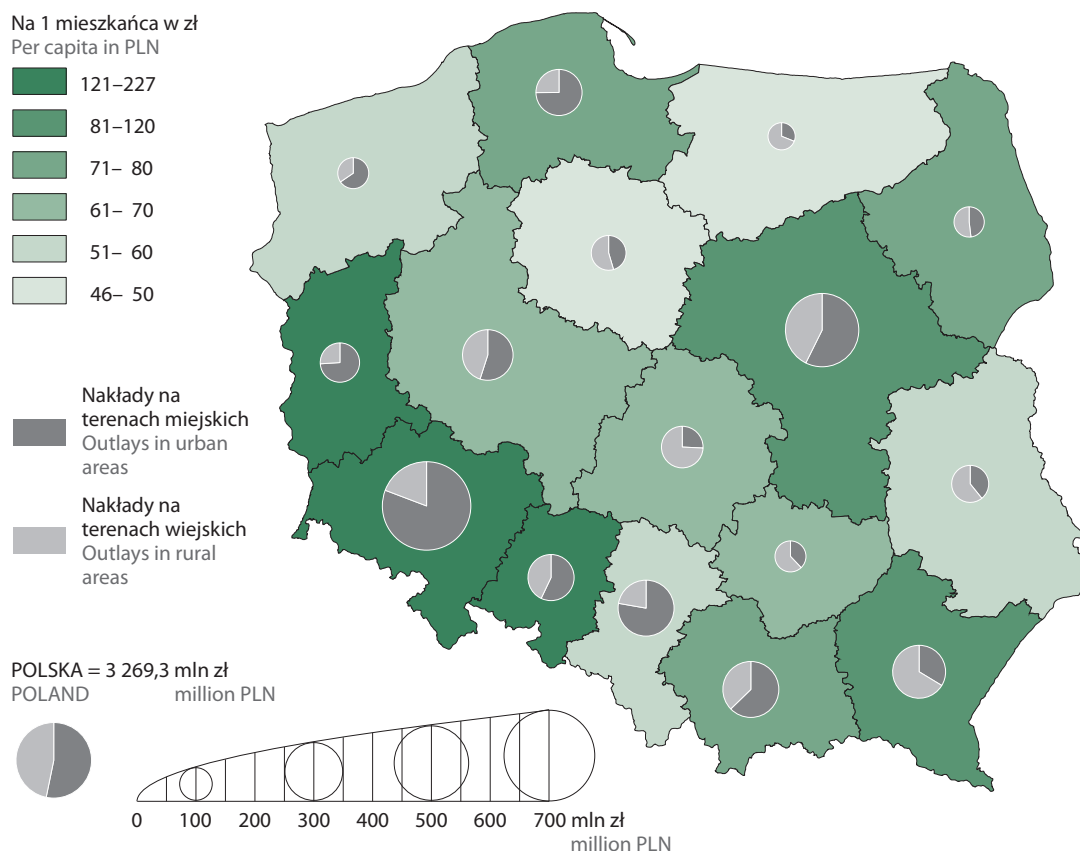 Na 1 mieszkańca w zł
Per capita in PLN
121–227
81–120
71– 80
61– 70
51– 60
46– 50
Nakłady na
terenach miejskich
Outlays in urban
areas
Nakłady na
terenach wiejskich
Outlays in rural
areas
POLSKA = 3 269,3 mln zł
POLAND million PLN
0 100 200 300 400 500 600 700 mln zł
million PLN